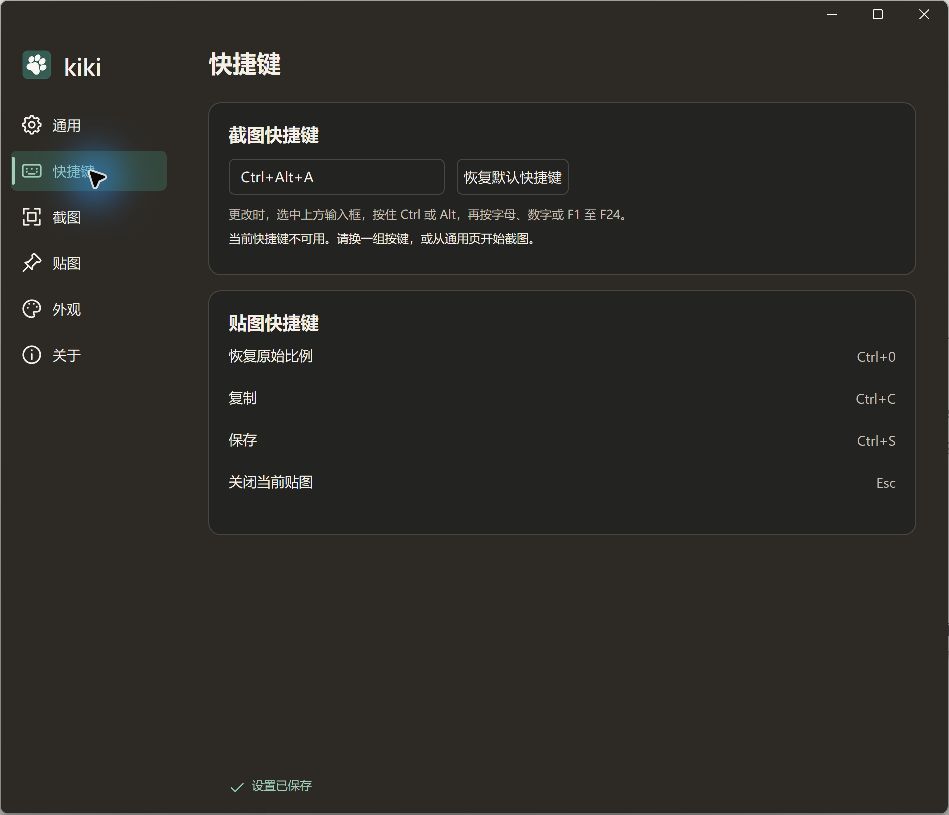 kiki
通用
快捷键
截图
贴图
外观
关于
快捷键
截图快捷键
Ctrl+Alt+A
恢复默认快捷键
更改时，选中上方输入框，按住 Ctrl 或 Alt，再按字母、数字或 F1 至 F24。
当前快捷键不可用。请换一组按键，或从通用页开始截图。
贴图快捷键
恢复原始比例 Ctrl+0
复制 Ctrl+C
保存 Ctrl+S
关闭当前贴图 Esc
设置已保存